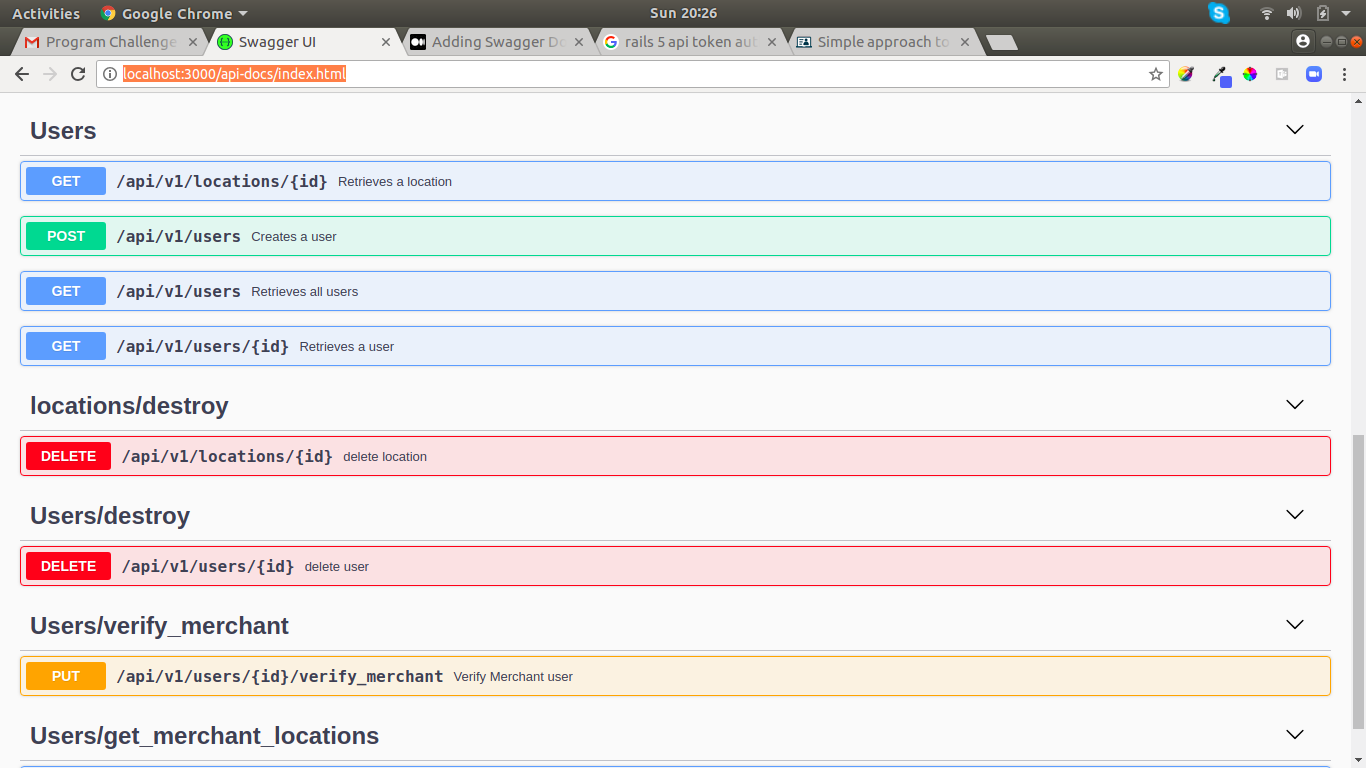 Activities Google Chrome Sun 20:26
Program Challenge Swagger UI Adding Swagger Do rails 5 api token aut Simple approach to
localhost:3000/api-docs/index.html
Users
GET /api/v1/locations/{id} Retrieves a location
POST /api/v1/users Creates a user
GET /api/v1/users Retrieves all users
GET /api/v1/users/{id} Retrieves a user
locations/destroy
DELETE /api/v1/locations/{id} delete location
Users/destroy
DELETE /api/v1/users/{id} delete user
Users/verify_merchant
PUT /api/v1/users/{id}/verify_merchant Verify Merchant user
Users/get_merchant_locations